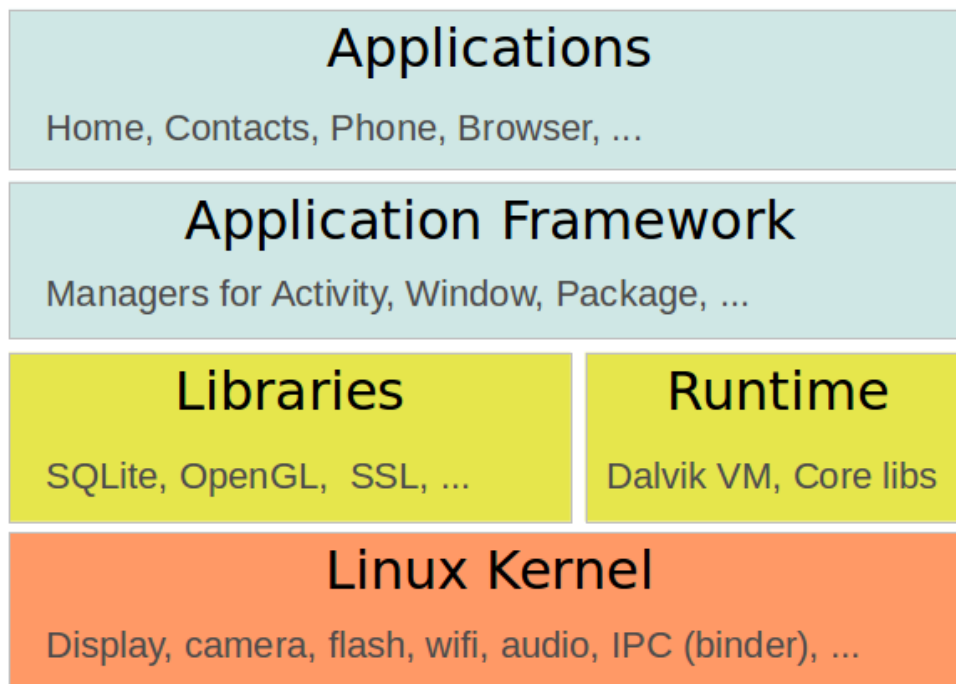 Applications
Home, Contacts, Phone, Browser, ...
Application Framework
Managers for Activity, Window, Package, ...
Libraries
SQLite, OpenGL, SSL, ...
Runtime
Dalvik VM, Core libs
Linux Kernel
Display, camera, flash, wifi, audio, IPC (binder), ...